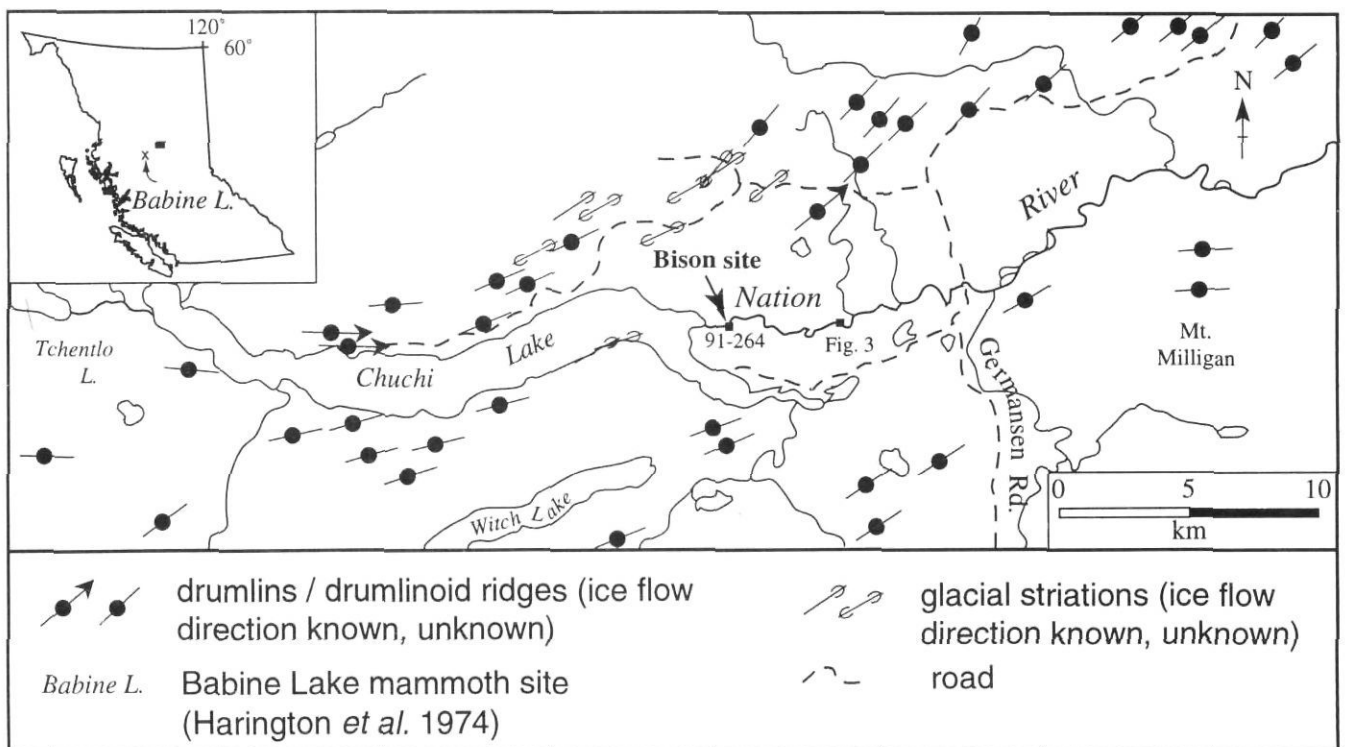 120°
60°
x
Babine L.
N
River
Bison site
Nation
91-264
Fig. 3
Tchentlo
L.
Lake
Chuchi
Mt.
Milligan
Germansen Rd.
Witch Lake
0 5 10
km
drumlins / drumlinoid ridges (ice flow
direction known, unknown)
glacial striations (ice flow
direction known, unknown)
Babine L. Babine Lake mammoth site
(Harington et al. 1974)
road